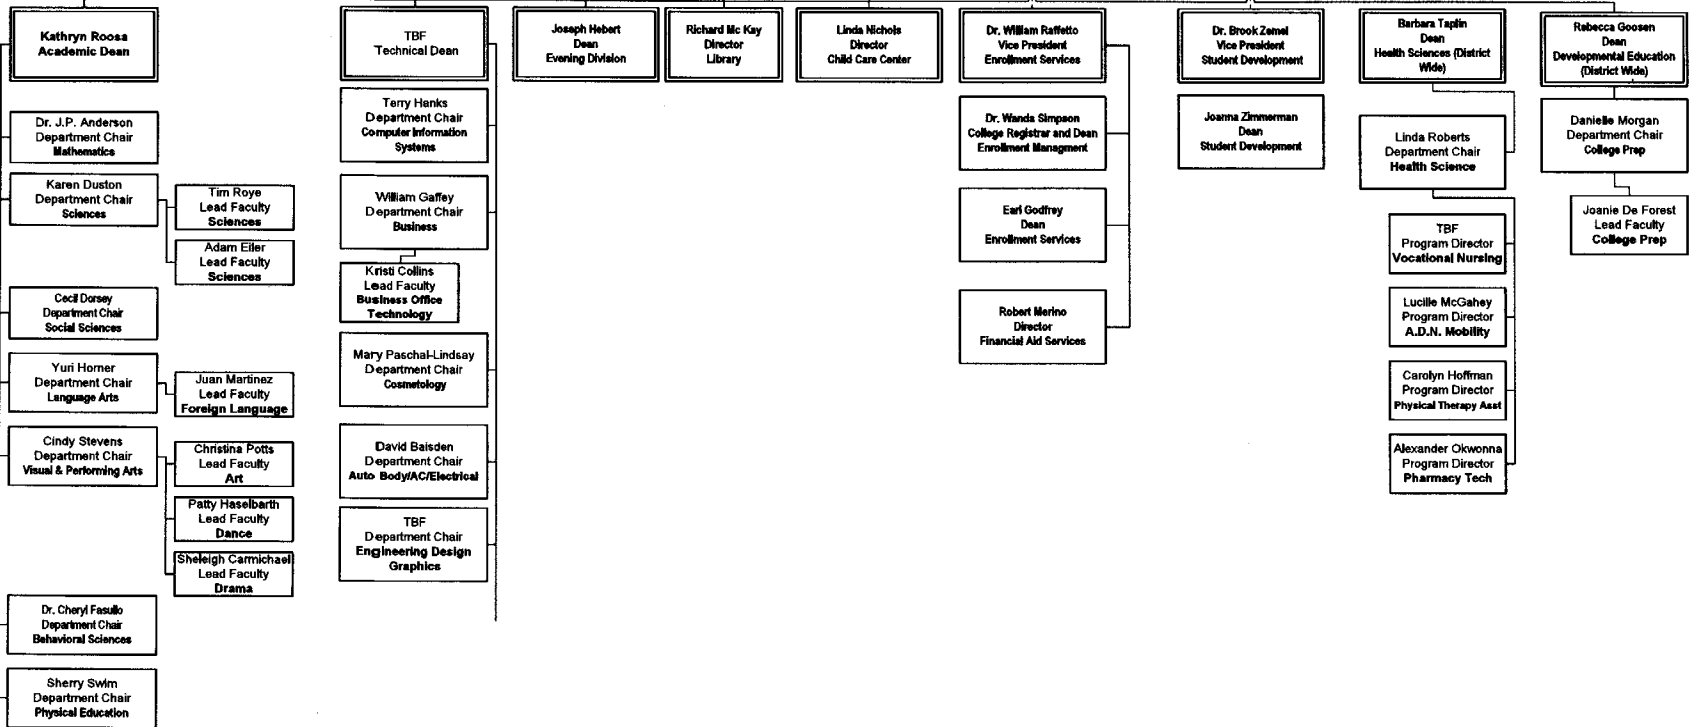 Kathryn Roosa
Academic Dean
Dr. J.P. Anderson
Department Chair
Mathematics
Karen Duston
Department Chair
Sciences
Tim Roye
Lead Faculty
Sciences
Adam Eiler
Lead Faculty
Sciences
Cecil Dorsey
Department Chair
Social Sciences
Yuri Horner
Department Chair
Language Arts
Juan Martinez
Lead Faculty
Foreign Language
Cindy Stevens
Department Chair
Visual & Performing Arts
Christina Potts
Lead Faculty
Art
Patty Haselbarth
Lead Faculty
Dance
Sheleigh Carmichael
Lead Faculty
Drama
Dr. Cheryl Fasullo
Department Chair
Behavioral Sciences
Sherry Swim
Department Chair
Physical Education
TBF
Technical Dean
Terry Hanks
Department Chair
Computer Information
Systems
William Gaffey
Department Chair
Business
Kristi Collins
Lead Faculty
Business Office
Technology
Mary Paschal-Lindsay
Department Chair
Cosmetology
David Baisden
Department Chair
Auto Body/AC/Electrical
TBF
Department Chair
Engineering Design
Graphics
Joseph Hebert
Dean
Evening Division
Richard Mc Kay
Director
Library
Linda Nichols
Director
Child Care Center
Dr. William Raffetto
Vice President
Enrollment Services
Dr. Wanda Simpson
College Registrar and Dean
Enrollment Managment
Earl Godfrey
Dean
Enrollment Services
Robert Merino
Director
Financial Aid Services
Dr. Brook Zemel
Vice President
Student Development
Joanna Zimmerman
Dean
Student Development
Barbara Taplin
Dean
Health Sciences (District
Wide)
Linda Roberts
Department Chair
Health Science
TBF
Program Director
Vocational Nursing
Lucille McGahey
Program Director
A.D.N. Mobility
Carolyn Hoffman
Program Director
Physical Therapy Asst
Alexander Okwonna
Program Director
Pharmacy Tech
Rebecca Goosen
Dean
Developmental Education
(District Wide)
Danielle Morgan
Department Chair
College Prep
Joanie De Forest
Lead Faculty
College Prep